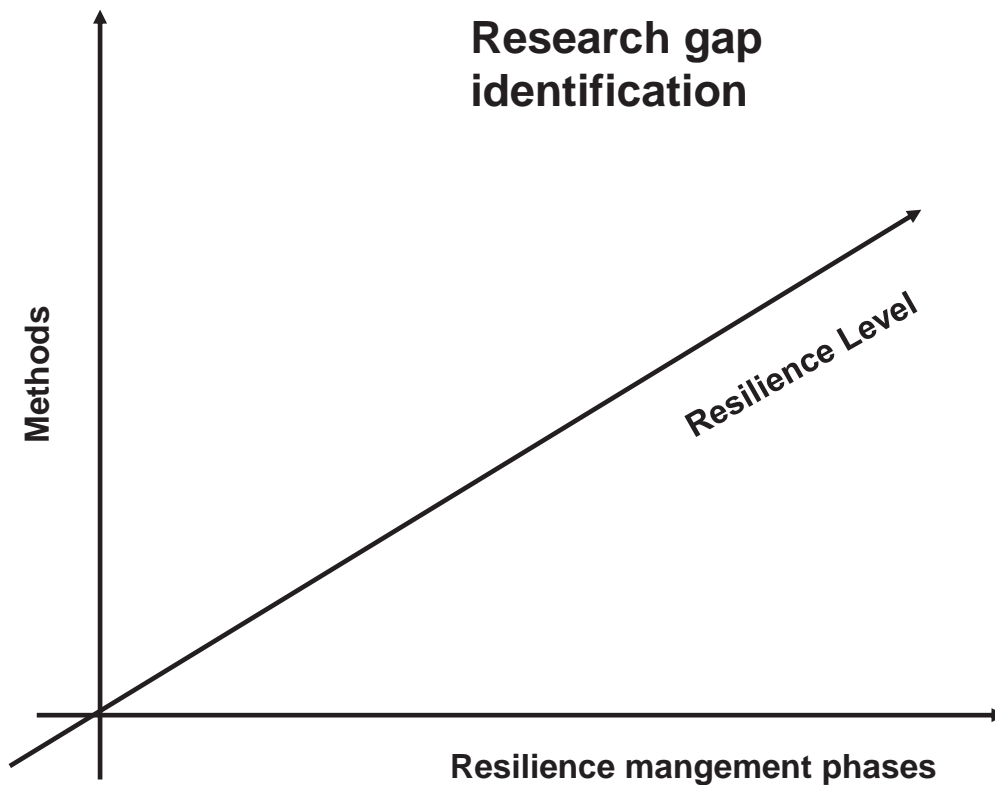 Research gap
identification
Methods
Resilience Level
Resilience mangement phases